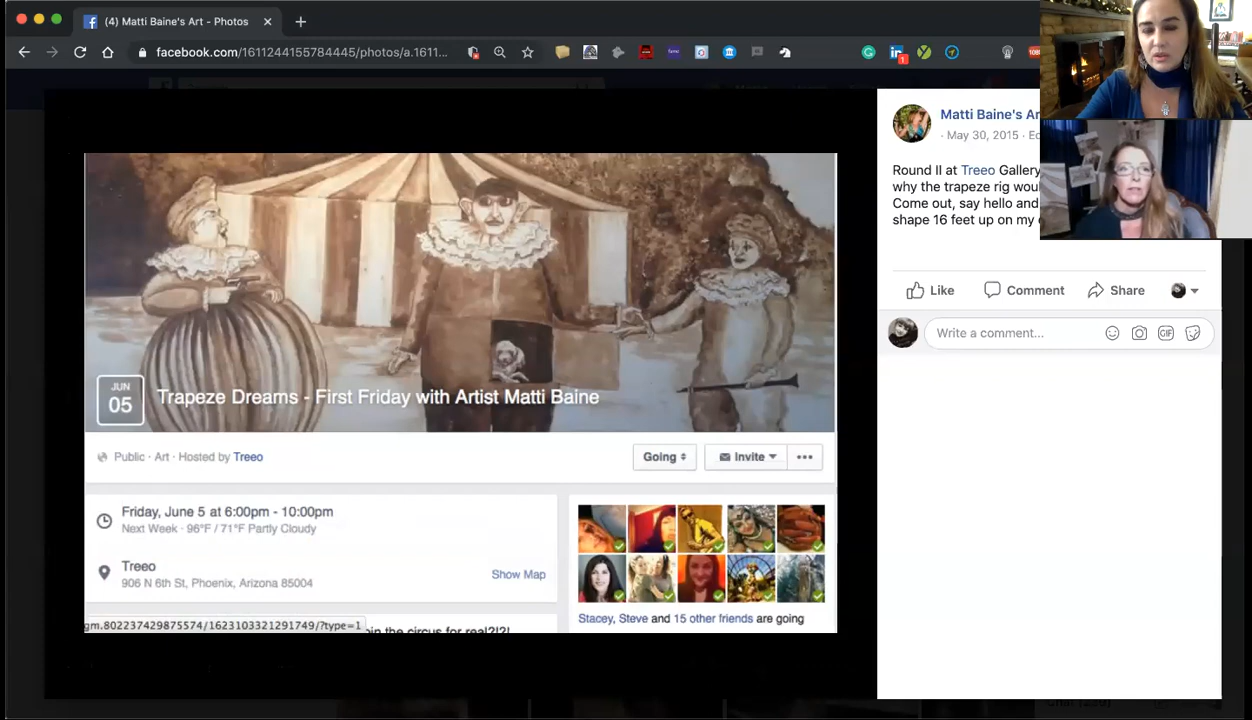 (4) Matti Baine's Art - Photos
facebook.com/1611244155784445/photos/a.1611...
Matti Baine's Ar
· May 30, 2015 ·
Round II at Treeo Gallery
why the trapeze rig wou
Come out, say hello and
shape 16 feet up on my
Like
Comment
Share
Write a comment...
GIF
JUN
05
Trapeze Dreams - First Friday with Artist Matti Baine
Public · Art · Hosted by Treeo
Going
Invite
Friday, June 5 at 6:00pm - 10:00pm
Next Week · 96°F / 71°F Partly Cloudy
Treeo
906 N 6th St, Phoenix, Arizona 85004
Show Map
Stacey, Steve and 15 other friends are going
gm.802237429875574/1623103321291749/?type=1
the circus for real?!?!